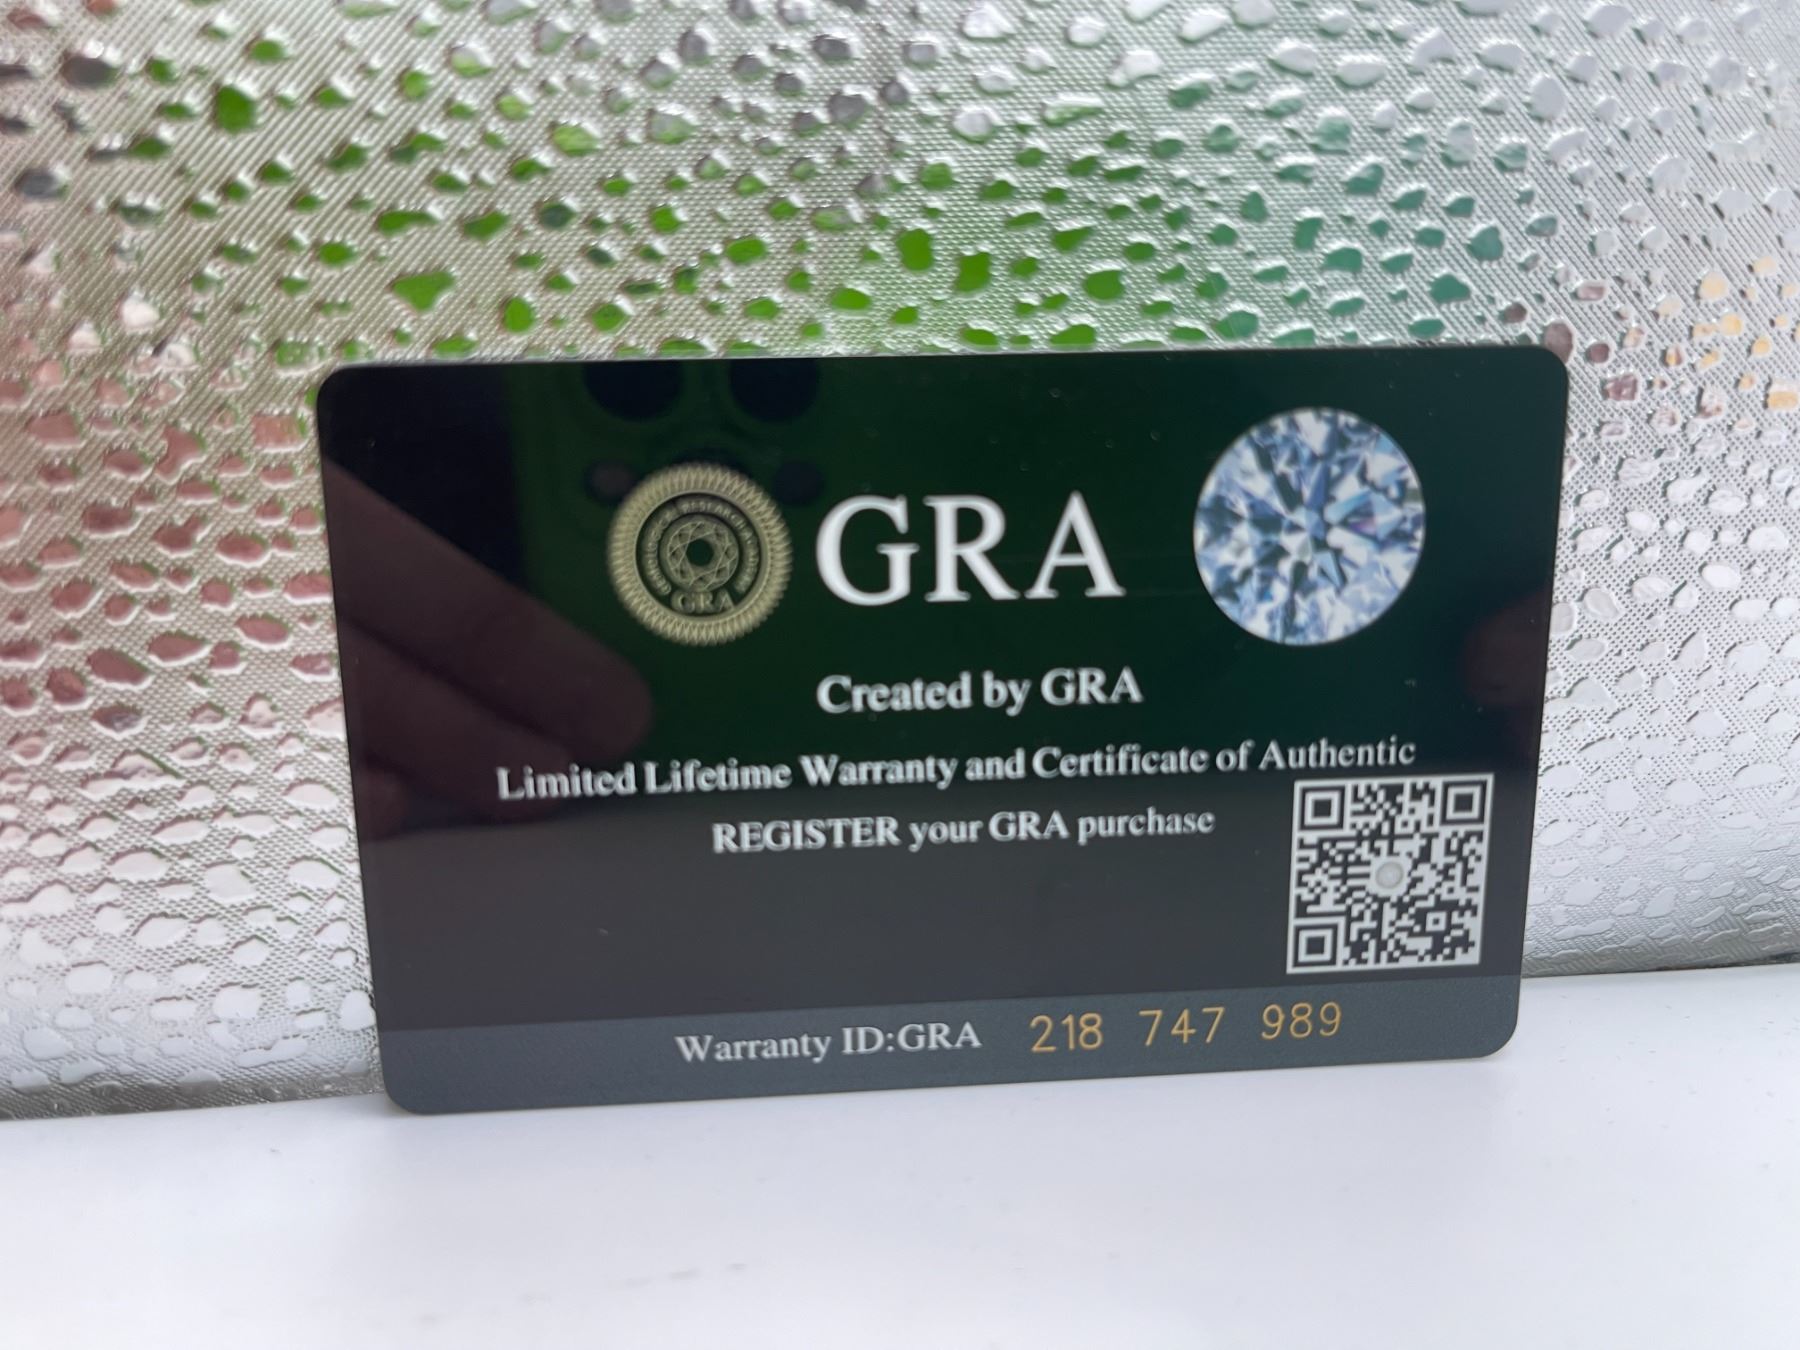 GRA
GRA
Created by GRA
Limited Lifetime Warranty and Certificate of Authentic
REGISTER your GRA purchase
Warranty ID:GRA 218 747 989